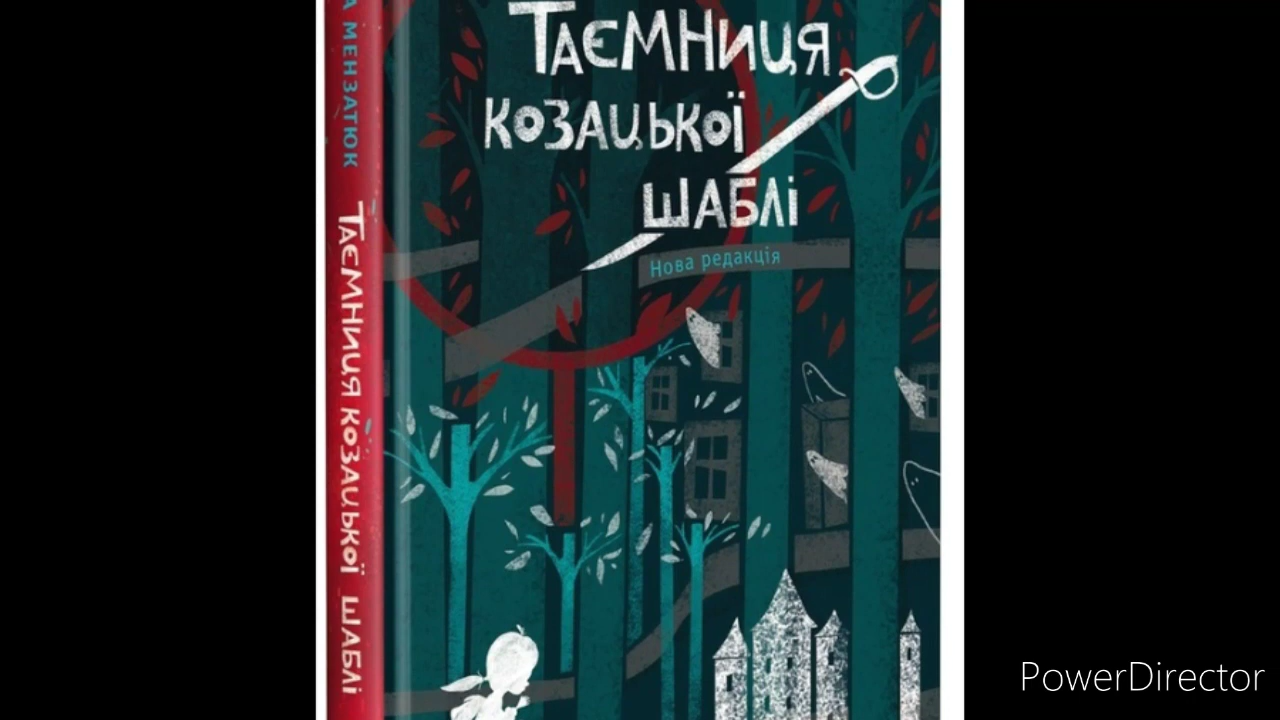 А МЕНЗАТЮК
ТАЄМНИЦЯ КОЗАЦЬКОЇ ШАБЛІ
ТАЄМНИЦЯ
КОЗАЦЬКОЇ
ШАБЛІ
Нова редакція
PowerDirector